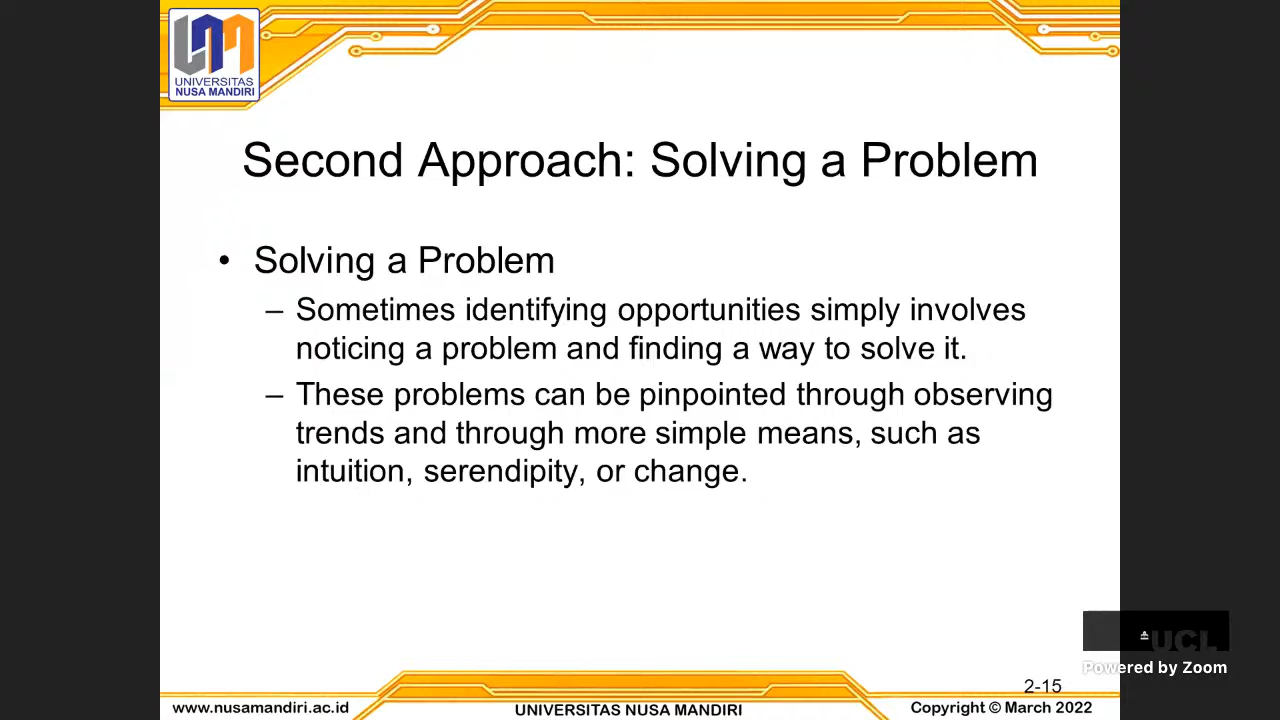 UNIVERSITAS
NUSA MANDIRI
Second Approach: Solving a Problem
• Solving a Problem
– Sometimes identifying opportunities simply involves
noticing a problem and finding a way to solve it.
– These problems can be pinpointed through observing
trends and through more simple means, such as
intuition, serendipity, or change.
UCL
Powered by Zoom
2-15
www.nusamandiri.ac.id
UNIVERSITAS NUSA MANDIRI
Copyright © March 2022